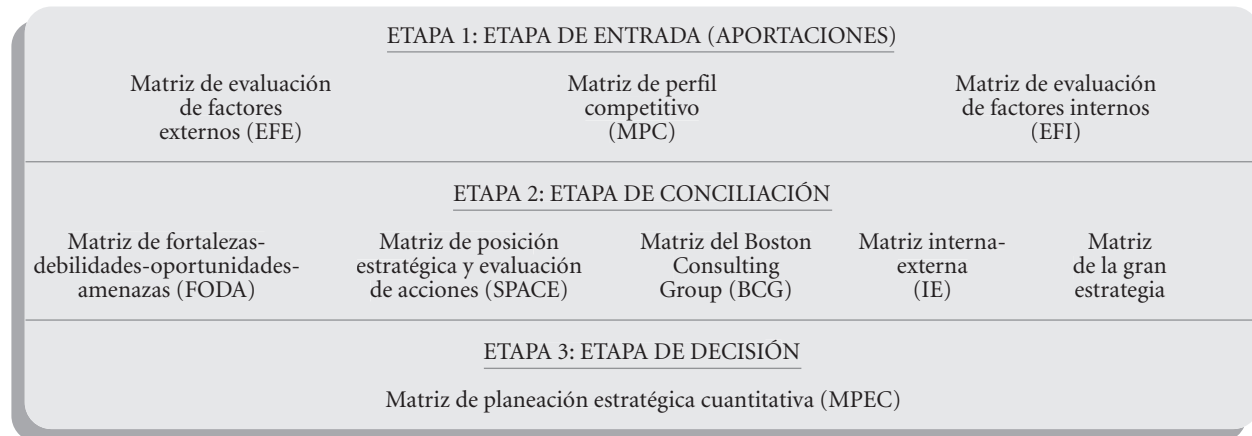 ETAPA 1: ETAPA DE ENTRADA (APORTACIONES)
Matriz de evaluación
de factores
externos (EFE)
Matriz de perfil
competitivo
(MPC)
Matriz de evaluación
de factores internos
(EFI)
ETAPA 2: ETAPA DE CONCILIACIÓN
Matriz de fortalezas-
debilidades-oportunidades-
amenazas (FODA)
Matriz de posición
estratégica y evaluación
de acciones (SPACE)
Matriz del Boston
Consulting
Group (BCG)
Matriz interna-
externa
(IE)
Matriz
de la gran
estrategia
ETAPA 3: ETAPA DE DECISIÓN
Matriz de planeación estratégica cuantitativa (MPEC)